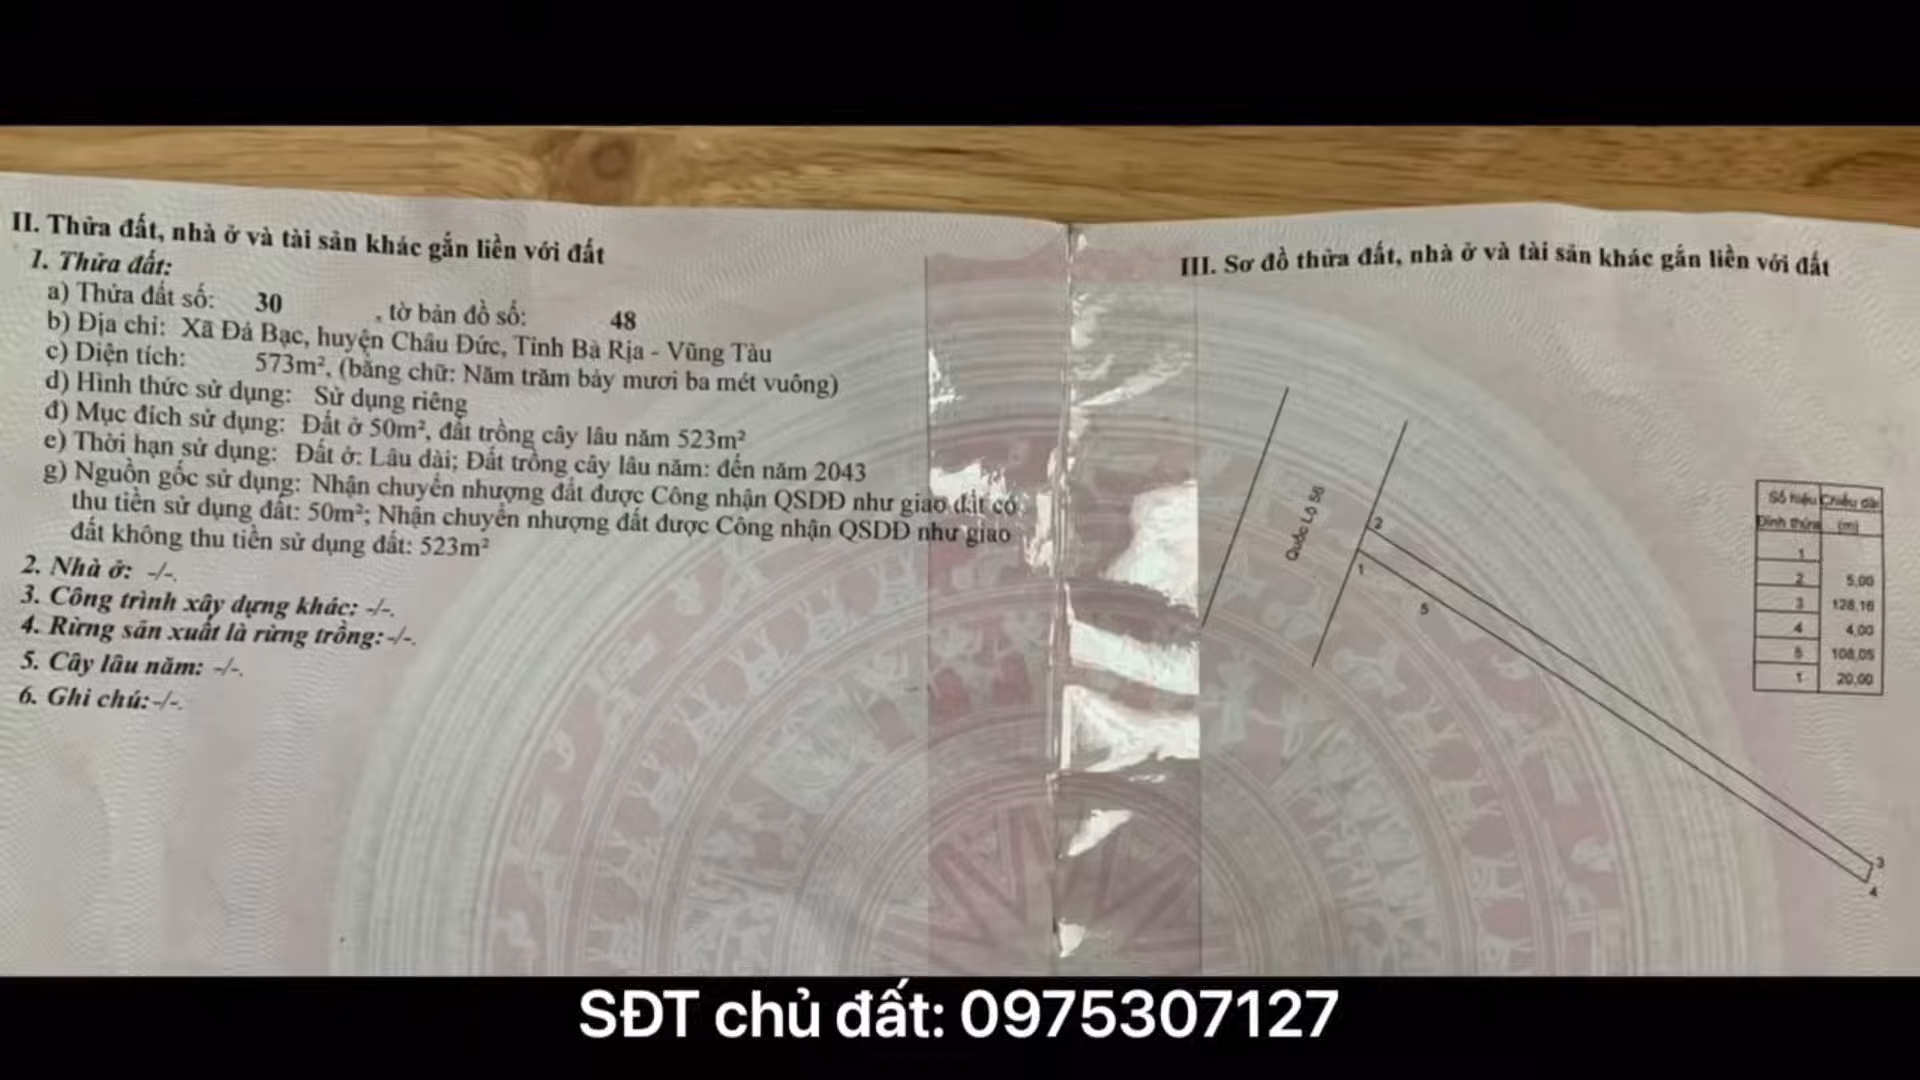 II. Thửa đất, nhà ở và tài sản khác gắn liền với đất
1. Thửa đất:
a) Thửa đất số: 30 , tờ bản đồ số: 48
b) Địa chỉ: Xã Đá Bạc, huyện Châu Đức, Tỉnh Bà Rịa - Vũng Tàu
c) Diện tích: 573m², (bằng chữ: Năm trăm bảy mươi ba mét vuông)
d) Hình thức sử dụng: Sử dụng riêng
đ) Mục đích sử dụng: Đất ở 50m², đất trồng cây lâu năm 523m²
e) Thời hạn sử dụng: Đất ở: Lâu dài; Đất trồng cây lâu năm: đến năm 2043
g) Nguồn gốc sử dụng: Nhận chuyển nhượng đất được Công nhận QSDĐ như giao đất có
thu tiền sử dụng đất: 50m²; Nhận chuyển nhượng đất được Công nhận QSDĐ như giao
đất không thu tiền sử dụng đất: 523m²
2. Nhà ở: -/-.
3. Công trình xây dựng khác: -/-.
4. Rừng sản xuất là rừng trồng: -/-.
5. Cây lâu năm: -/-.
6. Ghi chú: -/-.
III. Sơ đồ thửa đất, nhà ở và tài sản khác gắn liền với đất
Quốc Lộ 56
2
1
5
3
4
Số hiệu Chiều dài
Đỉnh thửa (m)
1
2 5,00
3 128,16
4 4,00
5 108,05
1 20,00
SĐT chủ đất: 0975307127